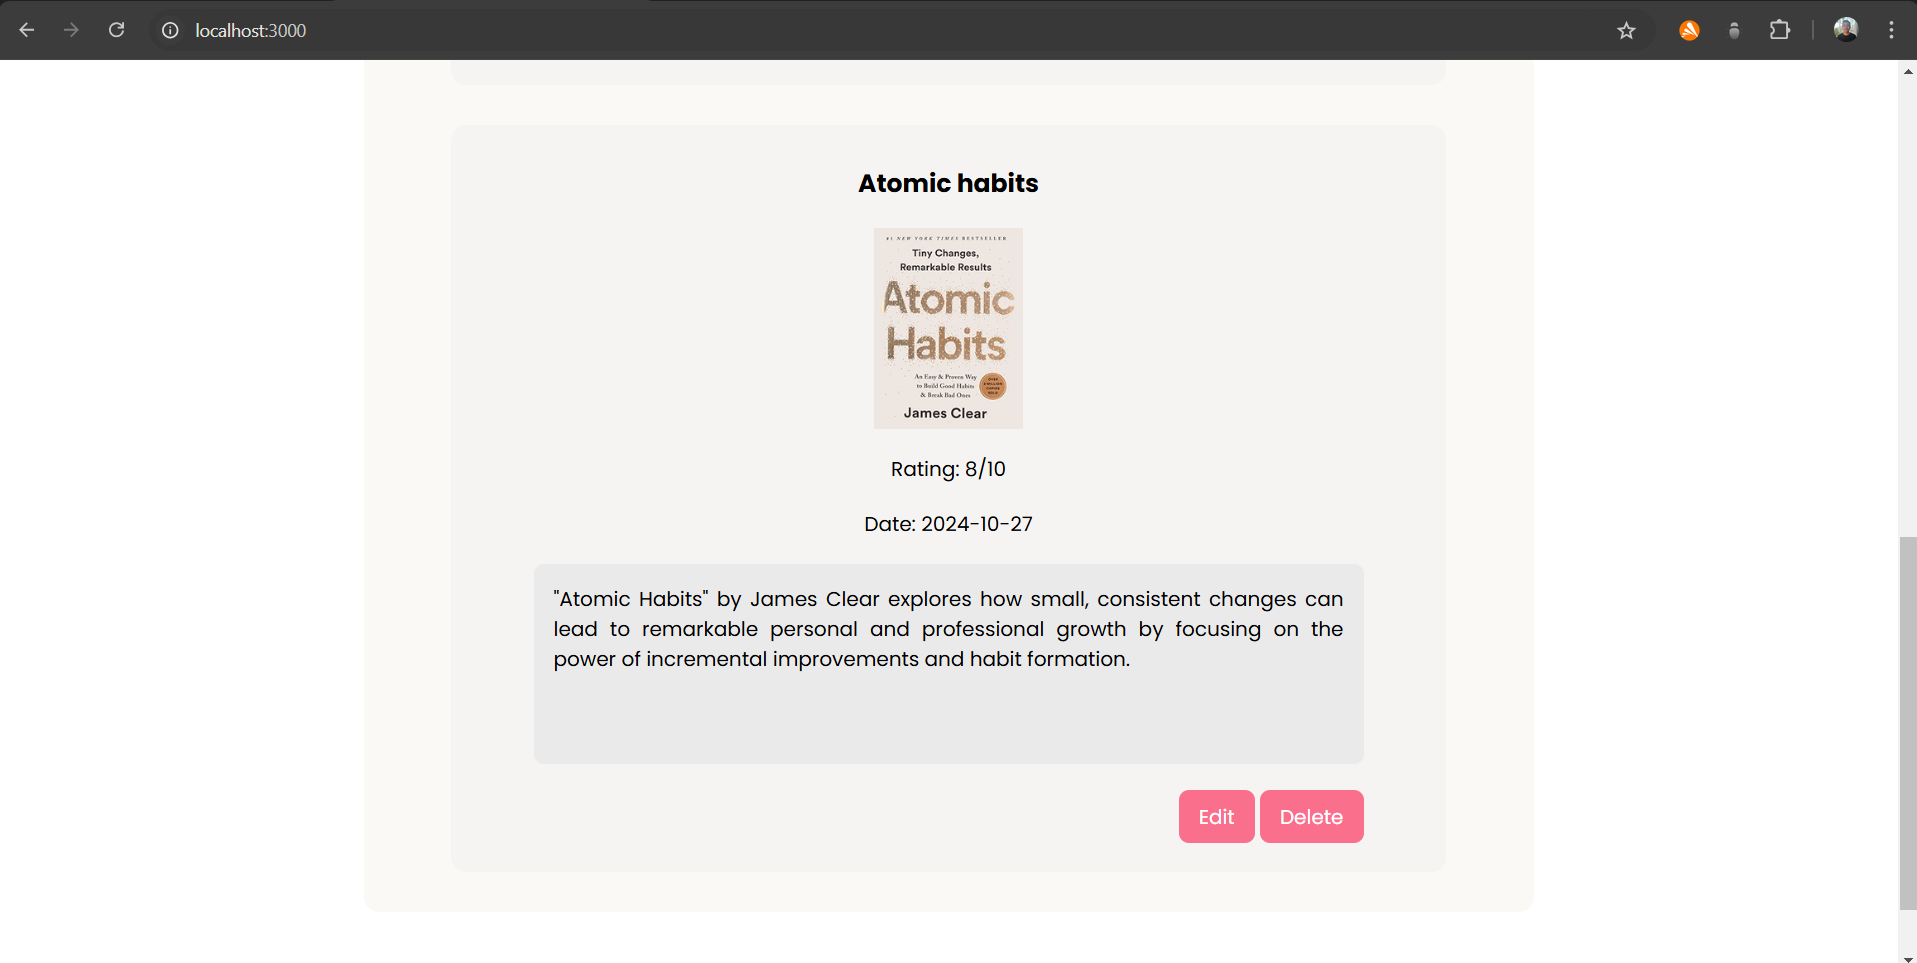 localhost:3000
Atomic habits
#1 NEW YORK TIMES BESTSELLER
Tiny Changes,
Remarkable Results
Atomic
Habits
An Easy & Proven Way
to Build Good Habits
& Break Bad Ones
James Clear
Rating: 8/10
Date: 2024-10-27
"Atomic Habits" by James Clear explores how small, consistent changes can
lead to remarkable personal and professional growth by focusing on the
power of incremental improvements and habit formation.
Edit Delete